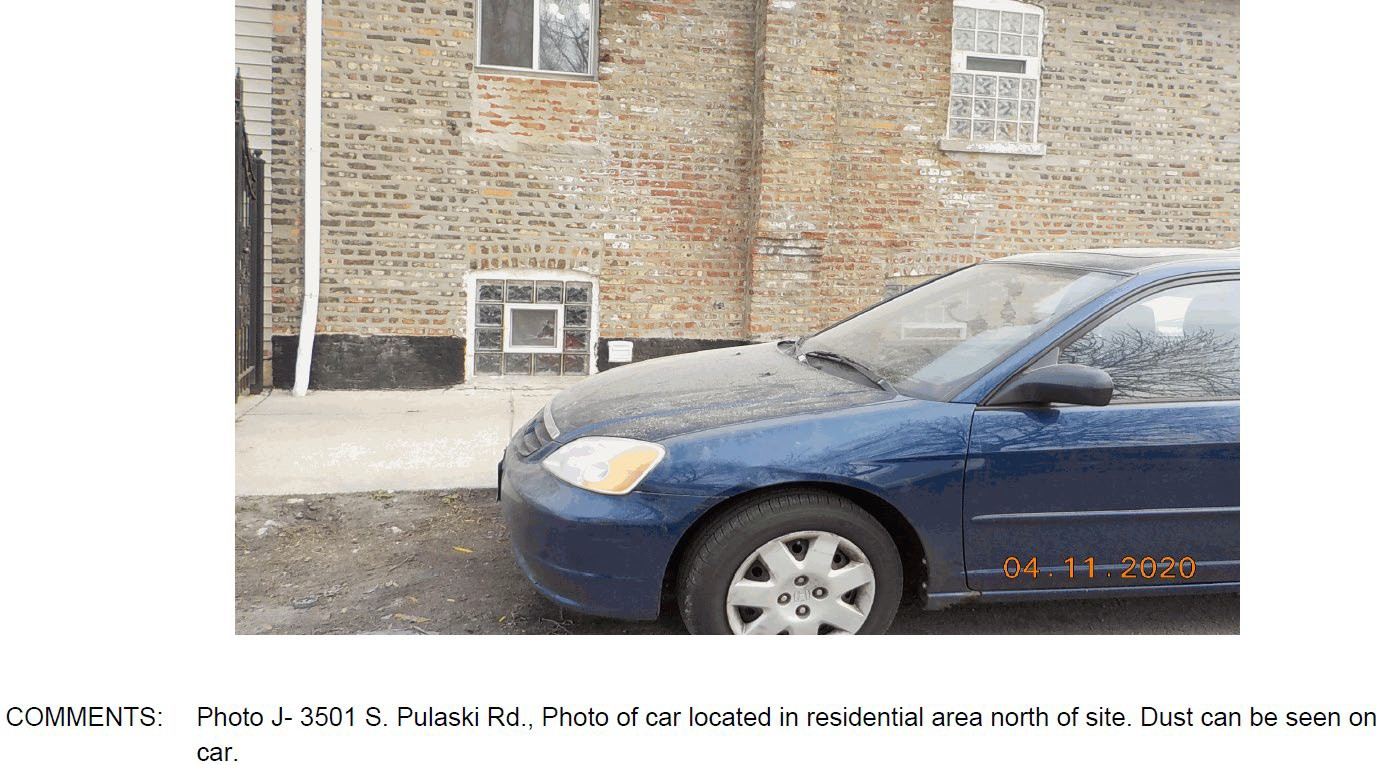 04.11.2020
COMMENTS: Photo J- 3501 S. Pulaski Rd., Photo of car located in residential area north of site. Dust can be seen on
car.